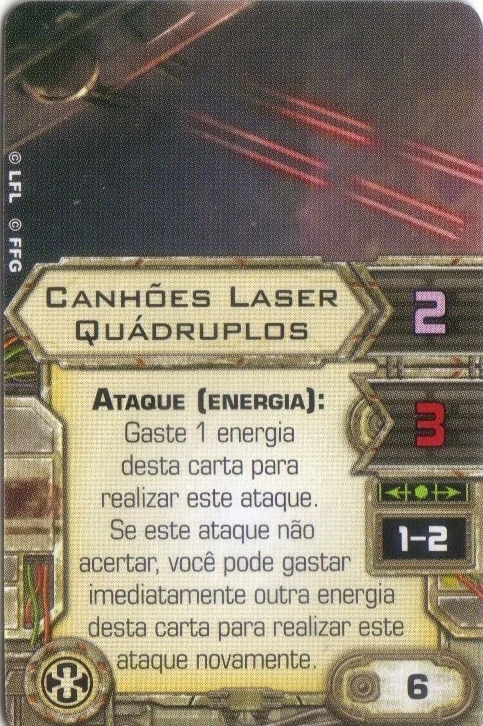 © LFL © FFG
CANHÕES LASER
QUÁDRUPLOS
2
ATAQUE (ENERGIA):
3
Gaste 1 energia
desta carta para
realizar este ataque.
Se este ataque não
1–2
acertar, você pode gastar
imediatamente outra energia
desta carta para realizar este
ataque novamente.
6